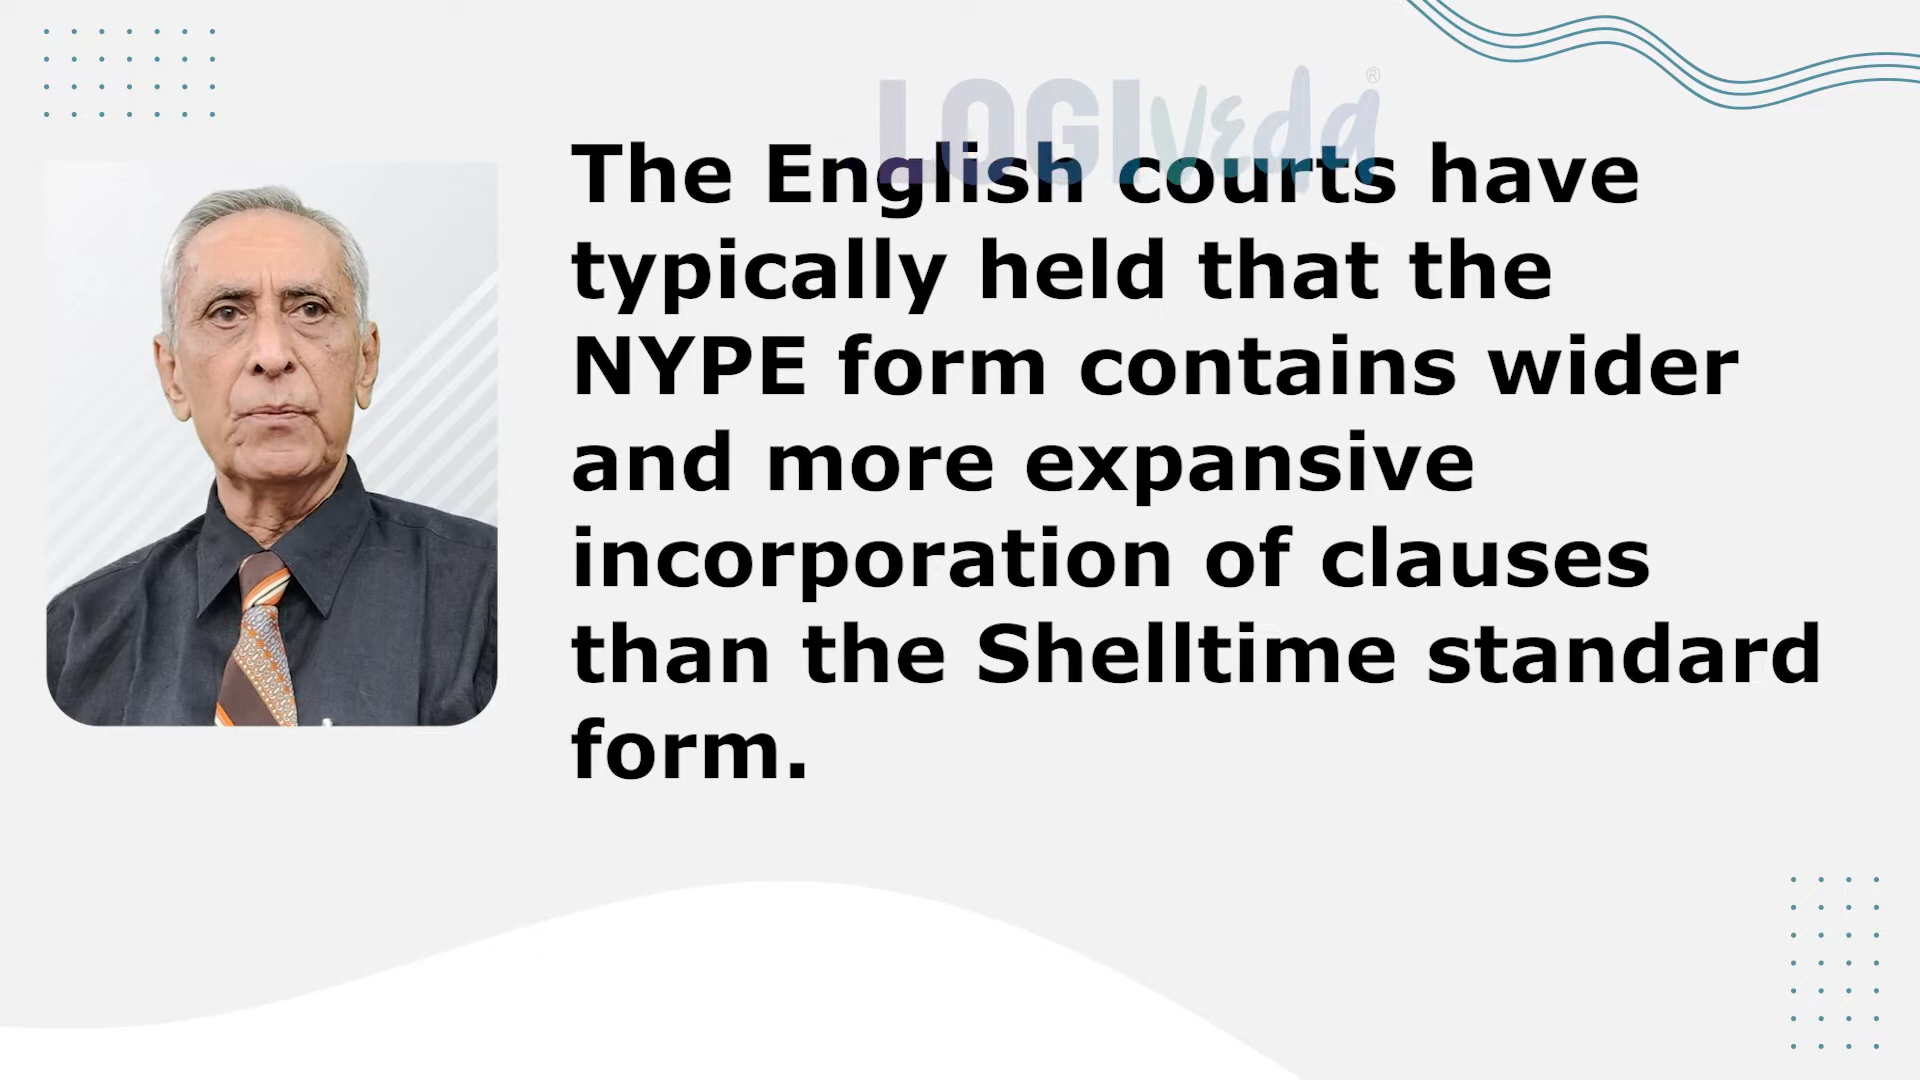 LOGIveda®
The English courts have
typically held that the
NYPE form contains wider
and more expansive
incorporation of clauses
than the Shelltime standard
form.